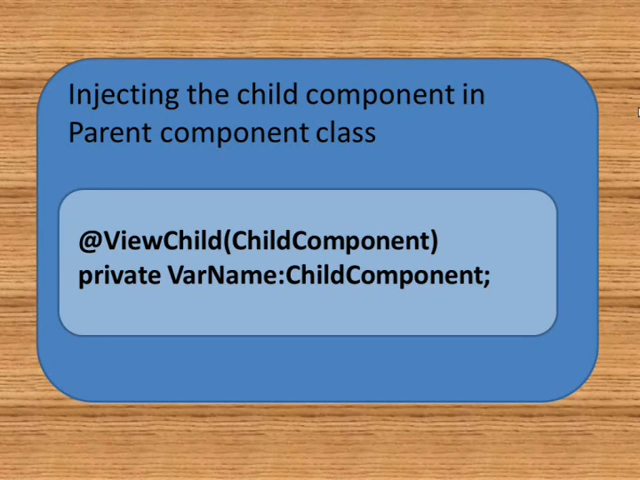 Injecting the child component in
Parent component class
@ViewChild(ChildComponent)
private VarName:ChildComponent;